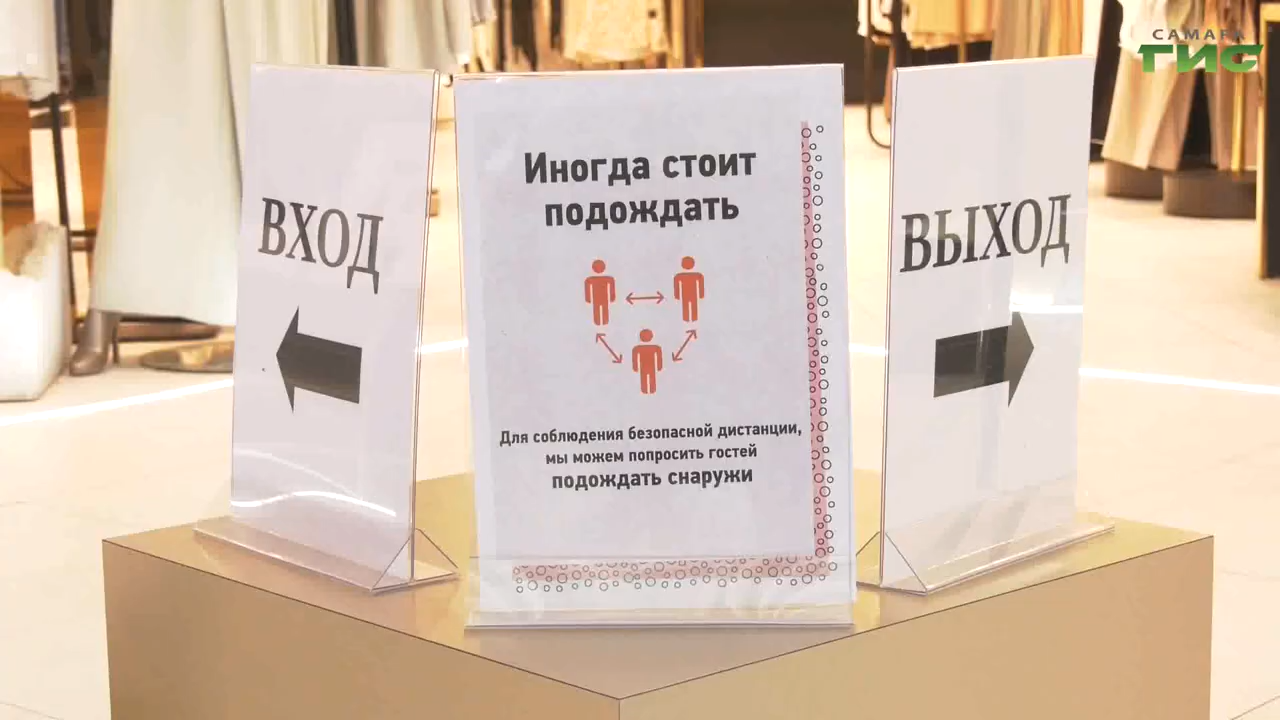 САМАРА
ГИС
ВХОД
Иногда стоит
подождать
Для соблюдения безопасной дистанции,
мы можем попросить гостей
подождать снаружи
ВЫХОД